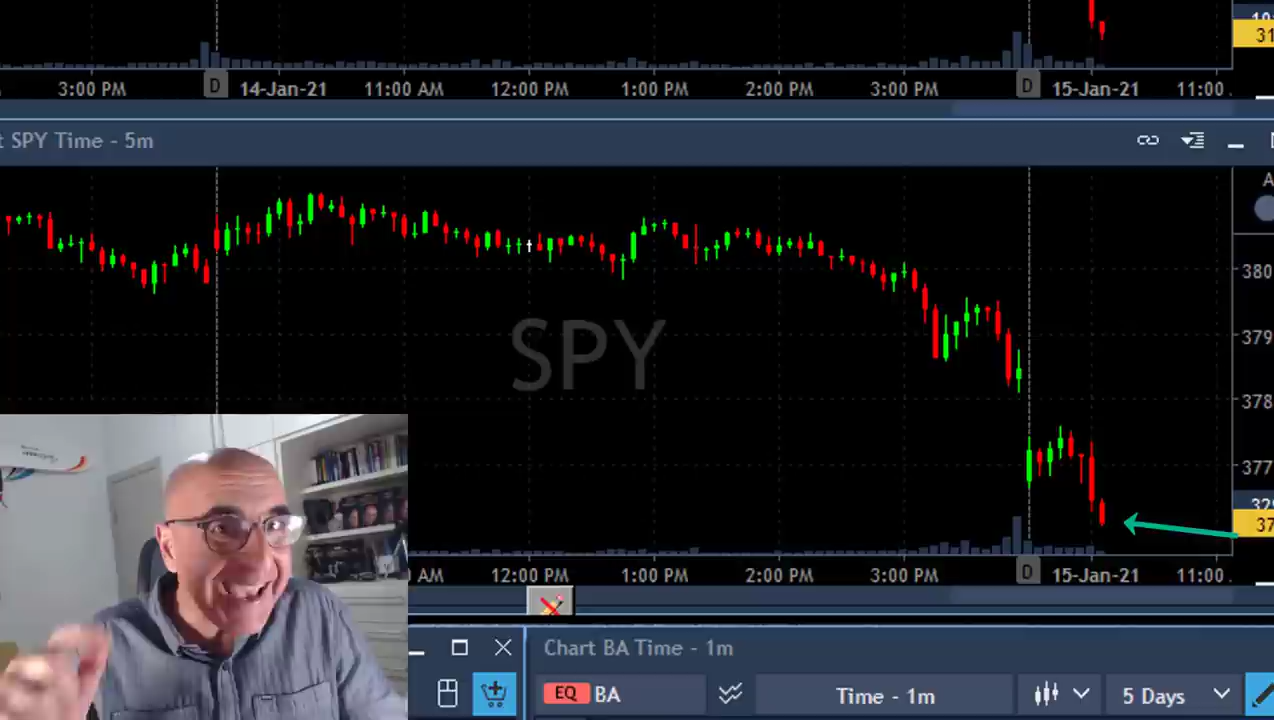 31
3:00 PM
D
14-Jan-21
11:00 AM
12:00 PM
1:00 PM
2:00 PM
3:00 PM
D
15-Jan-21
11:00
SPY Time - 5m
A
380
379
SPY
378
377
37
AM
12:00 PM
1:00 PM
2:00 PM
3:00 PM
D
15-Jan-21
11:00
Chart BA Time - 1m
EQ BA
Time - 1m
5 Days